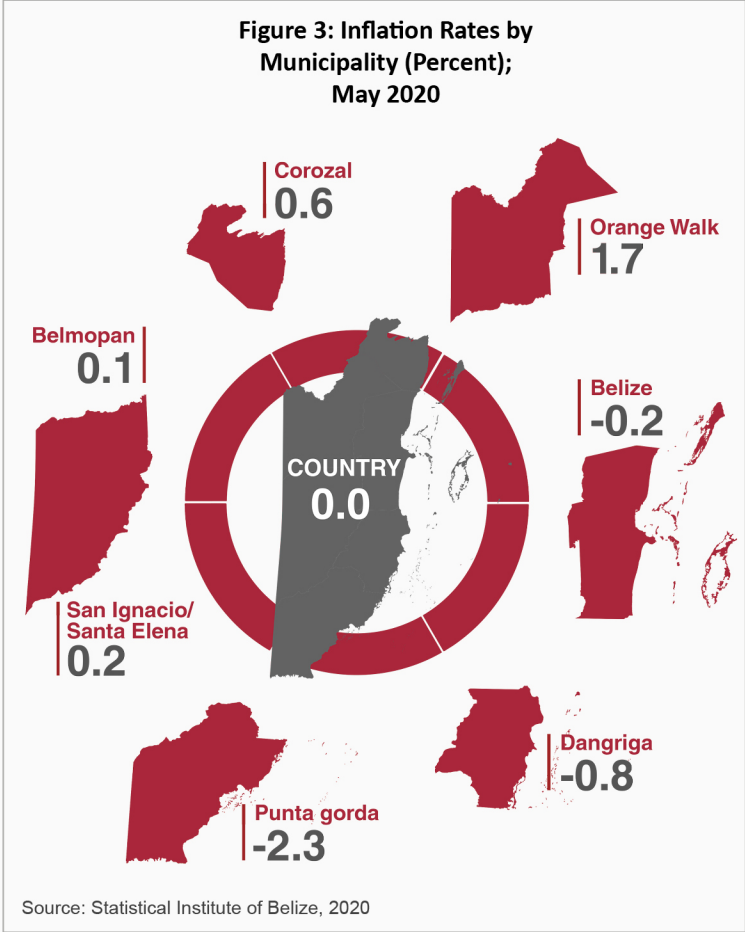 Figure 3: Inflation Rates by
Municipality (Percent);
May 2020
Corozal
0.6
Orange Walk
1.7
Belmopan
0.1
Belize
-0.2
COUNTRY
0.0
San Ignacio/
Santa Elena
0.2
Dangriga
-0.8
Punta gorda
-2.3
Source: Statistical Institute of Belize, 2020